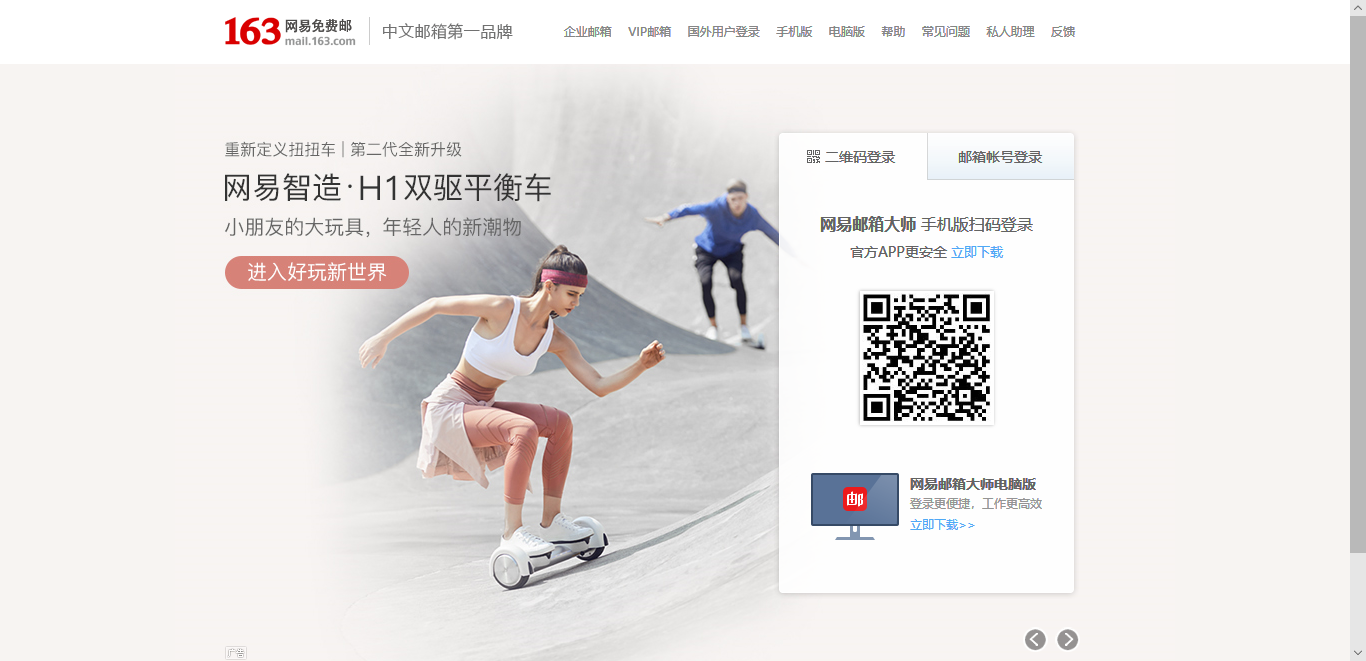 163 网易免费邮 mail.163.com 中文邮箱第一品牌
企业邮箱 VIP邮箱 国外用户登录 手机版 电脑版 帮助 常见问题 私人助理 反馈
重新定义扭扭车 | 第二代全新升级
网易智造·H1双驱平衡车
小朋友的大玩具，年轻人的新潮物
进入好玩新世界
二维码登录 邮箱帐号登录
网易邮箱大师 手机版扫码登录
官方APP更安全 立即下载
邮
网易邮箱大师电脑版
登录更便捷，工作更高效
立即下载>>
广告